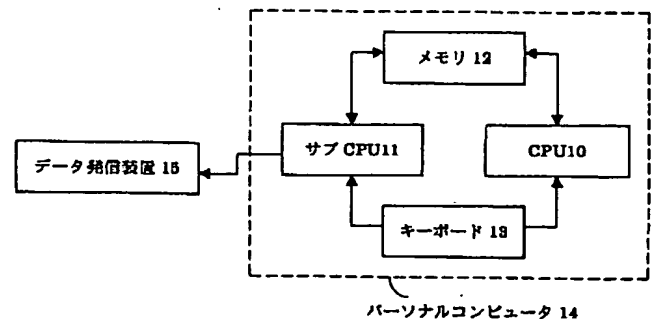 メモリ 12
サブ CPU11
CPU10
データ発信装置 15
キーボード 13
パーソナルコンピュータ 14